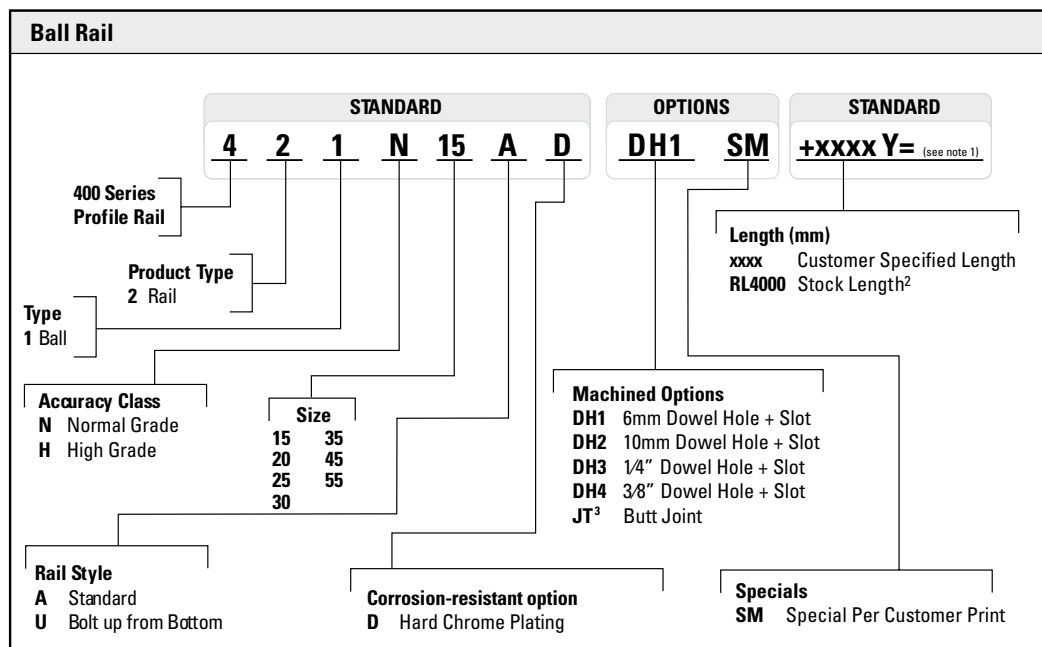 Ball Rail
STANDARD
OPTIONS
STANDARD
4 2 1 N 15 A D
DH1 SM
+xxxx Y= (see note 1)
400 Series
Profile Rail
Product Type
2 Rail
Type
1 Ball
Accuracy Class
N Normal Grade
H High Grade
Size
15 35
20 45
25 55
30
Length (mm)
xxxx Customer Specified Length
RL4000 Stock Length²
Machined Options
DH1 6mm Dowel Hole + Slot
DH2 10mm Dowel Hole + Slot
DH3 1/4" Dowel Hole + Slot
DH4 3/8" Dowel Hole + Slot
JT³ Butt Joint
Rail Style
A Standard
U Bolt up from Bottom
Corrosion-resistant option
D Hard Chrome Plating
Specials
SM Special Per Customer Print